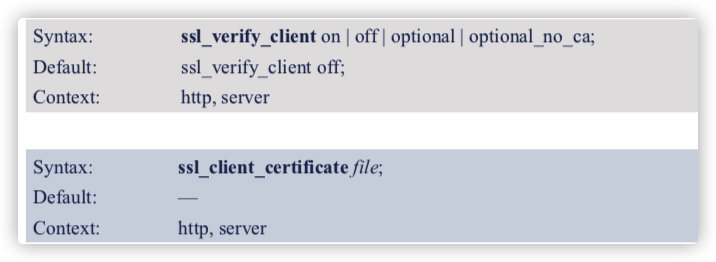 Syntax: ssl_verify_client on | off | optional | optional_no_ca;
Default: ssl_verify_client off;
Context: http, server
Syntax: ssl_client_certificate file;
Default: —
Context: http, server